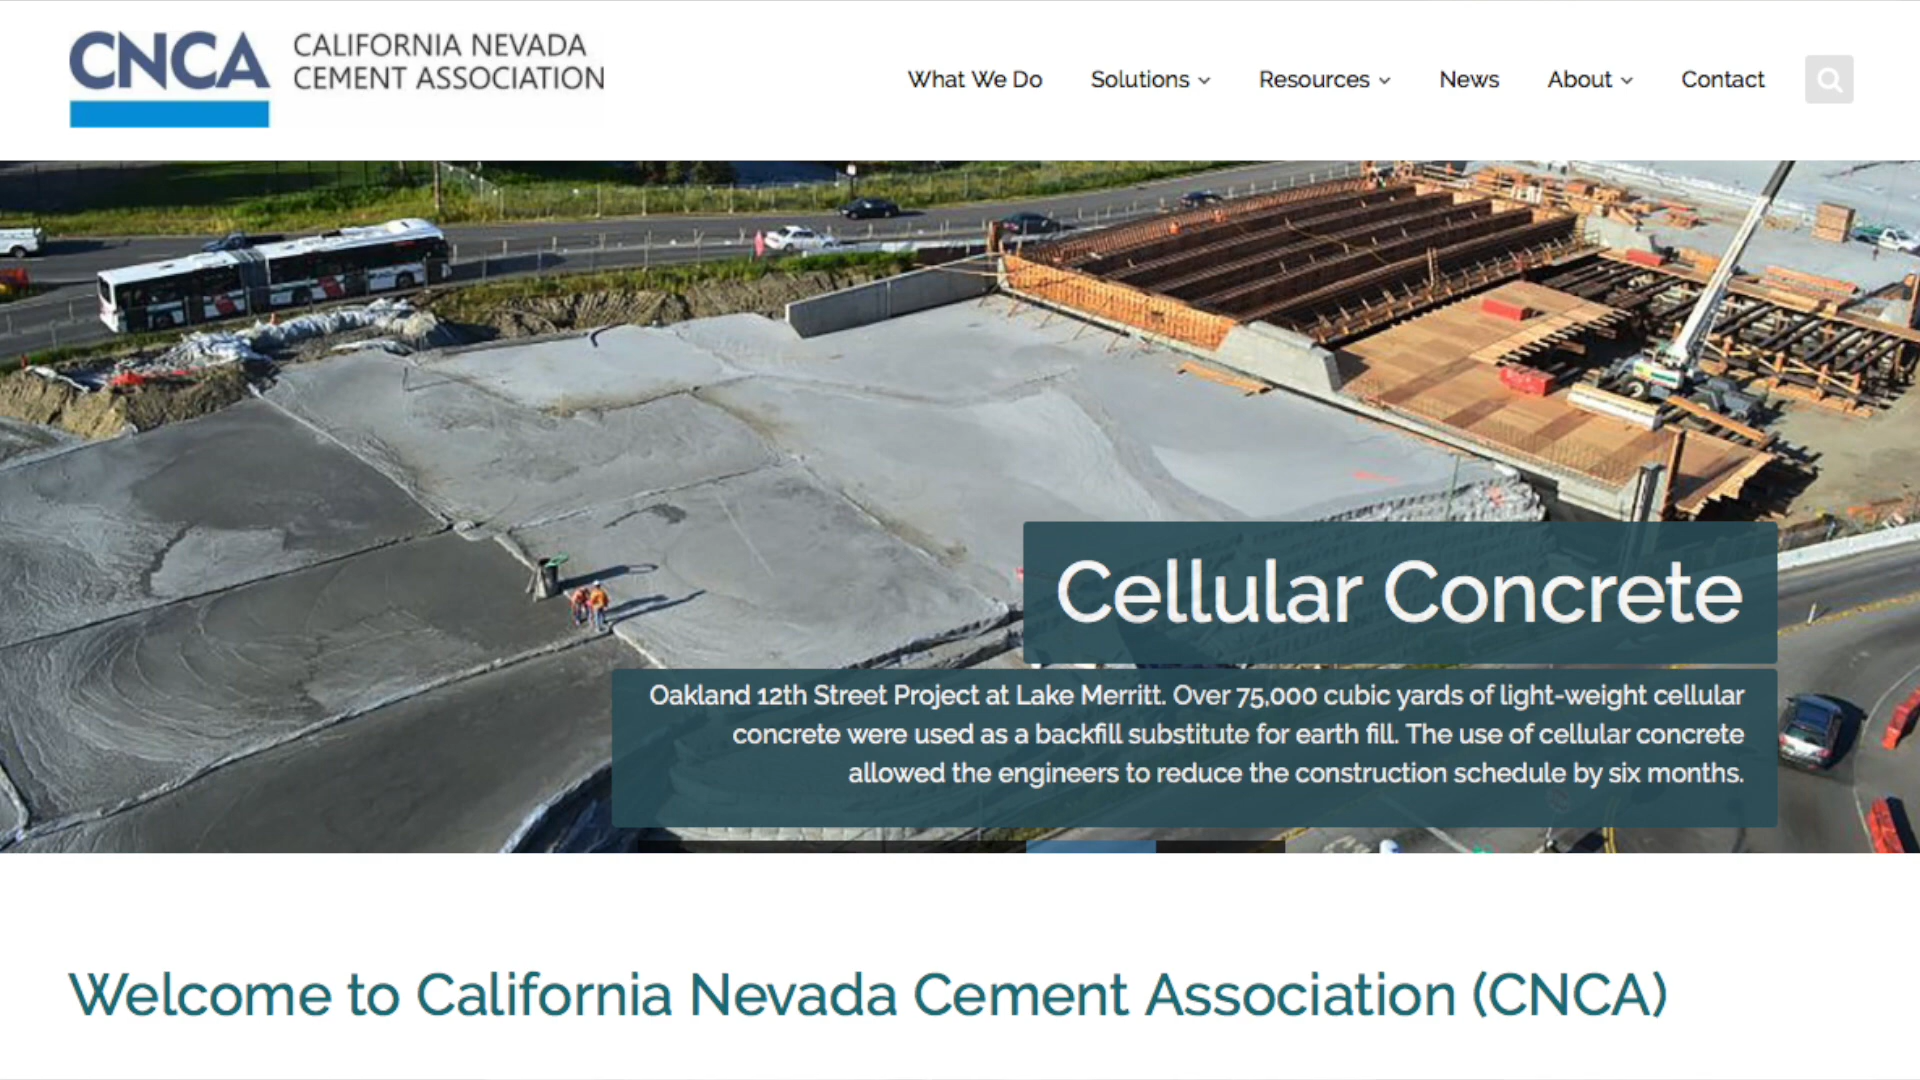 CNCA
CALIFORNIA NEVADA
CEMENT ASSOCIATION
What We Do
Solutions
Resources
News
About
Contact
Cellular Concrete
Oakland 12th Street Project at Lake Merritt. Over 75,000 cubic yards of light-weight cellular
concrete were used as a backfill substitute for earth fill. The use of cellular concrete
allowed the engineers to reduce the construction schedule by six months.
Welcome to California Nevada Cement Association (CNCA)